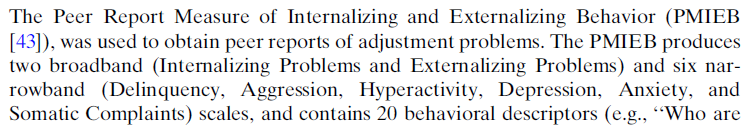 The Peer Report Measure of Internalizing and Externalizing Behavior (PMIEB
[43]), was used to obtain peer reports of adjustment problems. The PMIEB produces
two broadband (Internalizing Problems and Externalizing Problems) and six nar-
rowband (Delinquency, Aggression, Hyperactivity, Depression, Anxiety, and
Somatic Complaints) scales, and contains 20 behavioral descriptors (e.g., ‘‘Who are